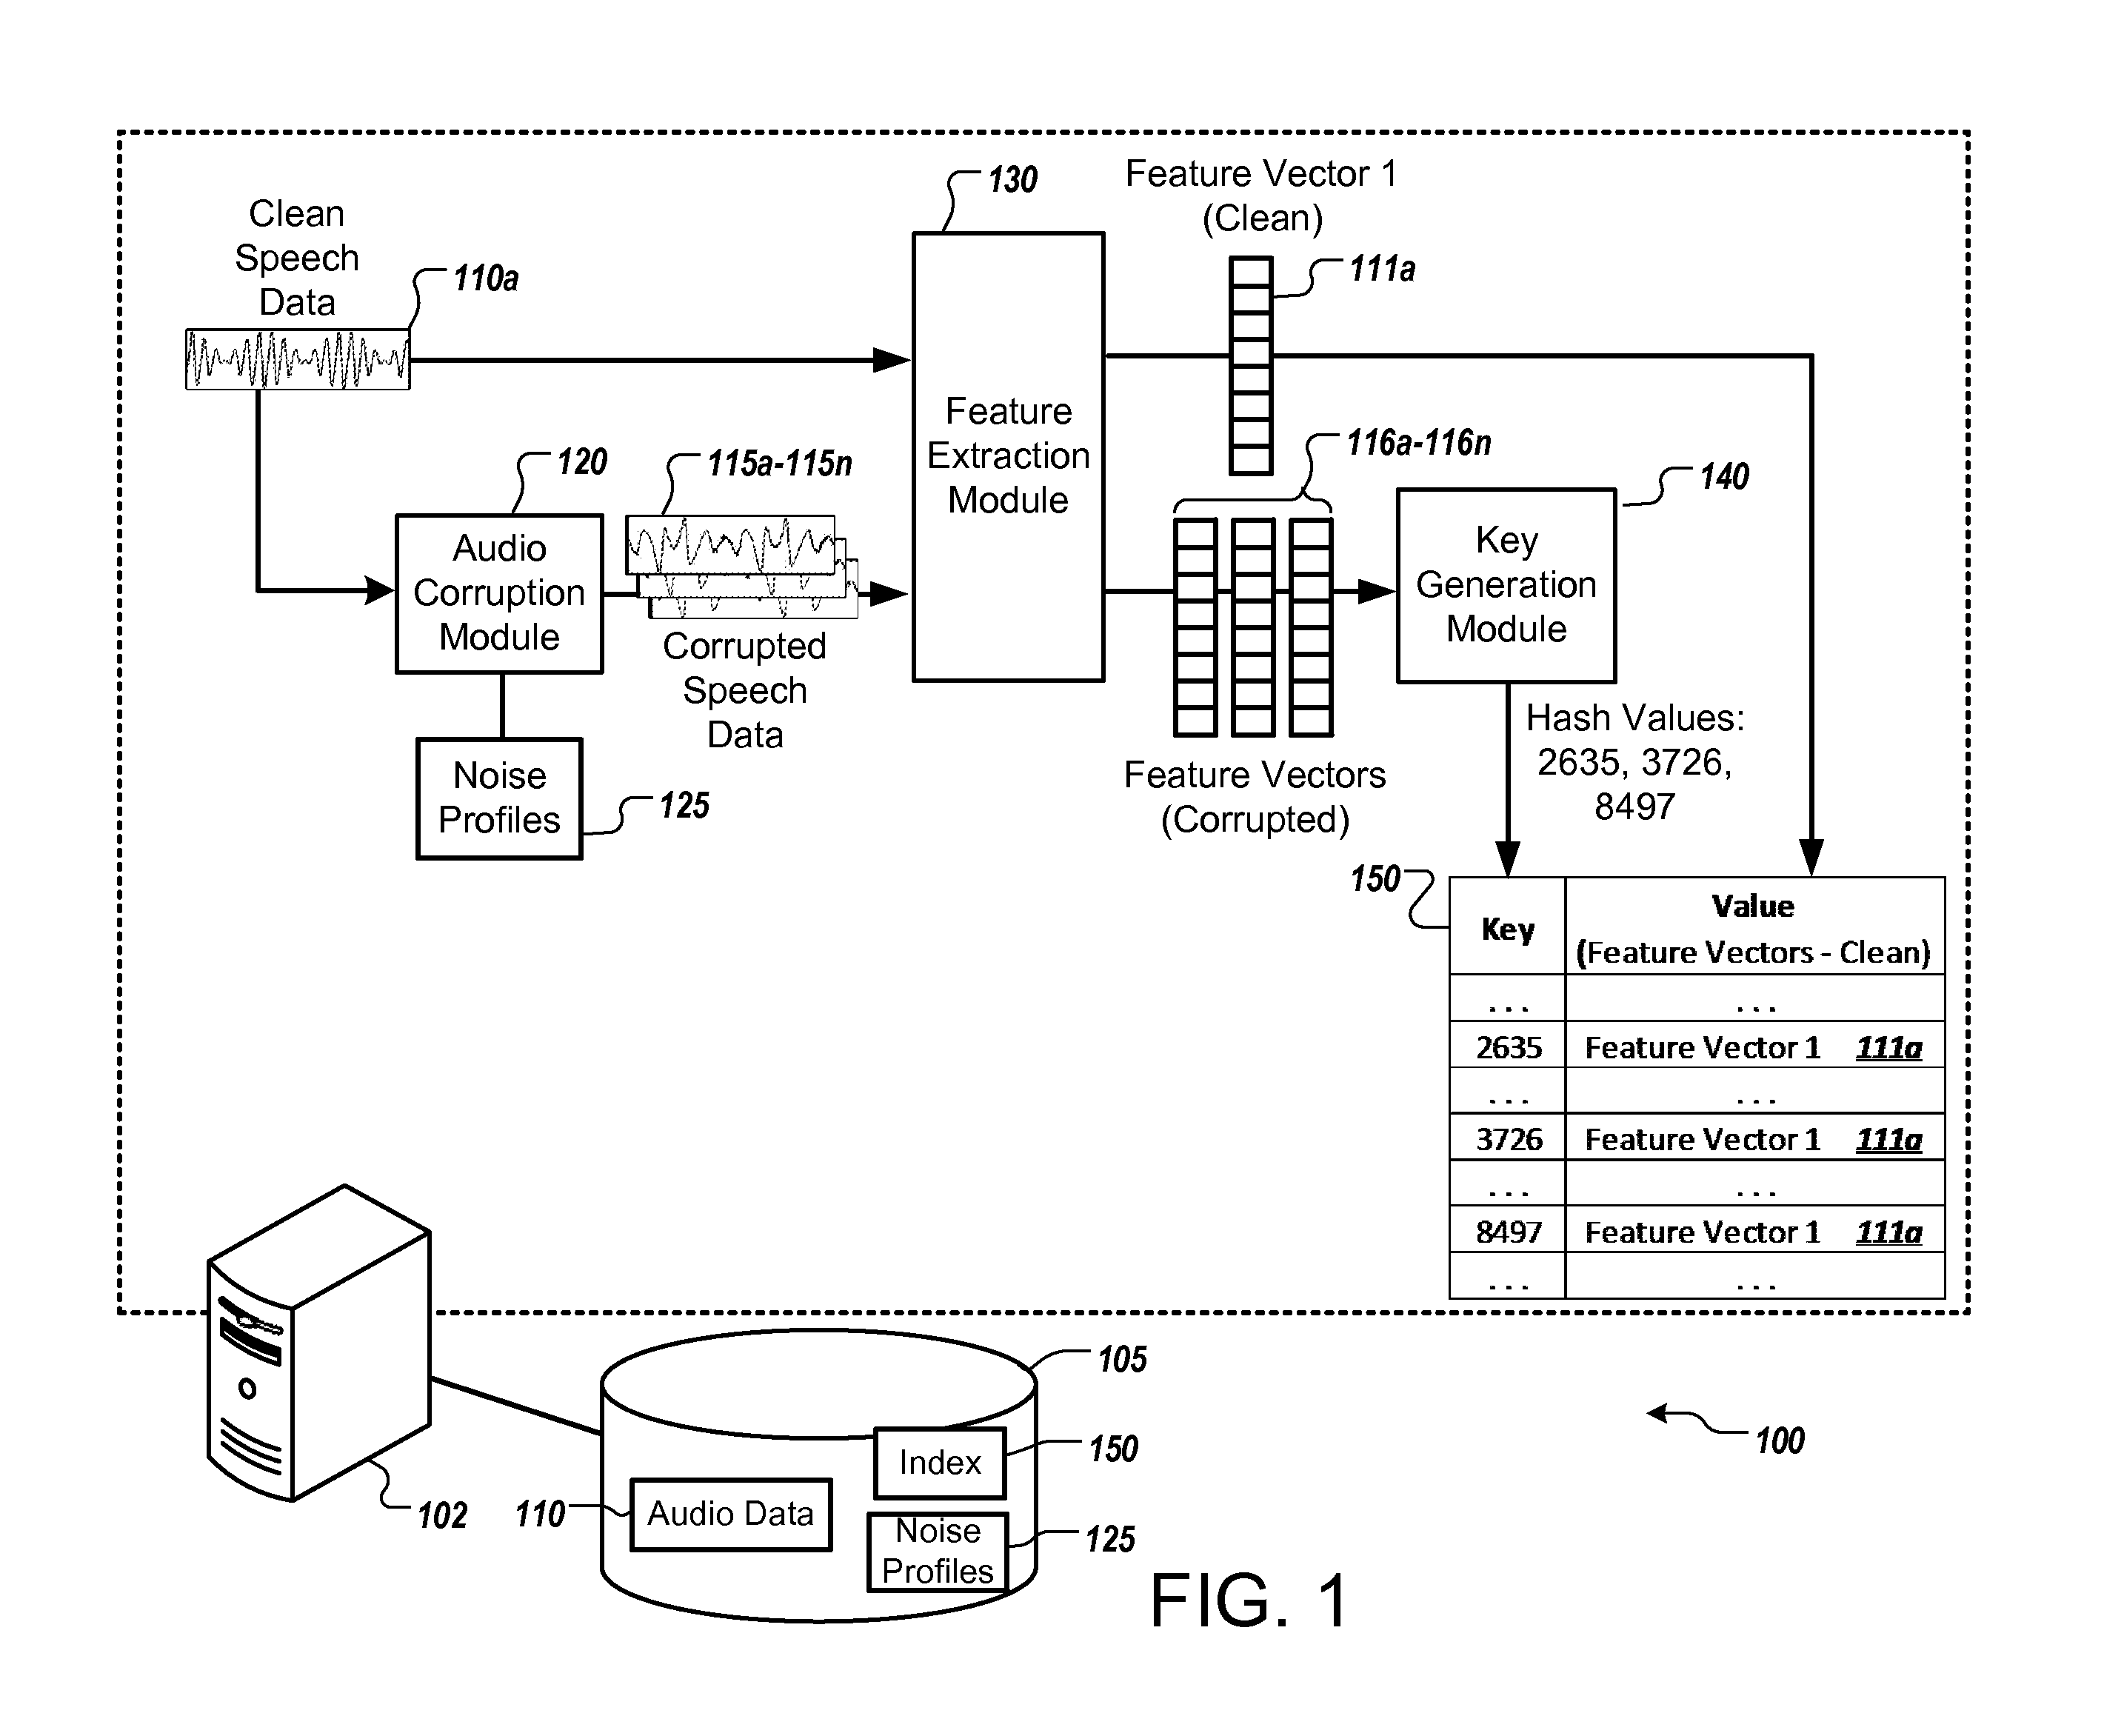 Clean
Speech
Data
110a
130
Feature Vector 1
(Clean)
111a
120
Audio
Corruption
Module
115a-115n
Corrupted
Speech
Data
Noise
Profiles
125
Feature
Extraction
Module
116a-116n
Feature Vectors
(Corrupted)
140
Key
Generation
Module
Hash Values:
2635, 3726,
8497
150
Key
Value
(Feature Vectors - Clean)
... ...
2635 Feature Vector 1 111a
... ...
3726 Feature Vector 1 111a
... ...
8497 Feature Vector 1 111a
... ...
102
105
Index
150
110
Audio Data
Noise
Profiles
125
100
FIG. 1